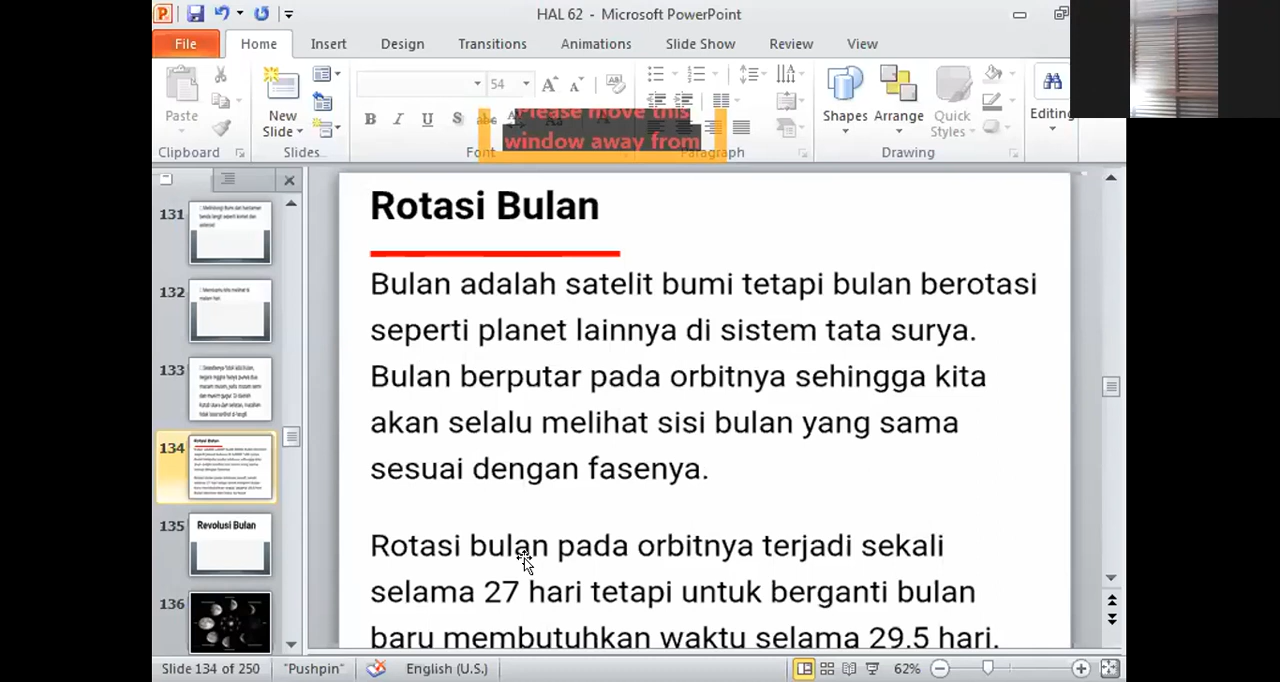 HAL 62 - Microsoft PowerPoint
File Home Insert Design Transitions Animations Slide Show Review View
54
Paste
New
Slide
Shapes
Arrange
Quick
Styles
Editing
Please move this
window away from
Clipboard
Slides
Font
Paragraph
Drawing
131
132
133
134
Rotasi Bulan
135
Revolusi Bulan
136
Rotasi Bulan
Bulan adalah satelit bumi tetapi bulan berotasi
seperti planet lainnya di sistem tata surya.
Bulan berputar pada orbitnya sehingga kita
akan selalu melihat sisi bulan yang sama
sesuai dengan fasenya.
Rotasi bulan pada orbitnya terjadi sekali
selama 27 hari tetapi untuk berganti bulan
baru membutuhkan waktu selama 29,5 hari.
Slide 134 of 250 "Pushpin" English (U.S.) 62%